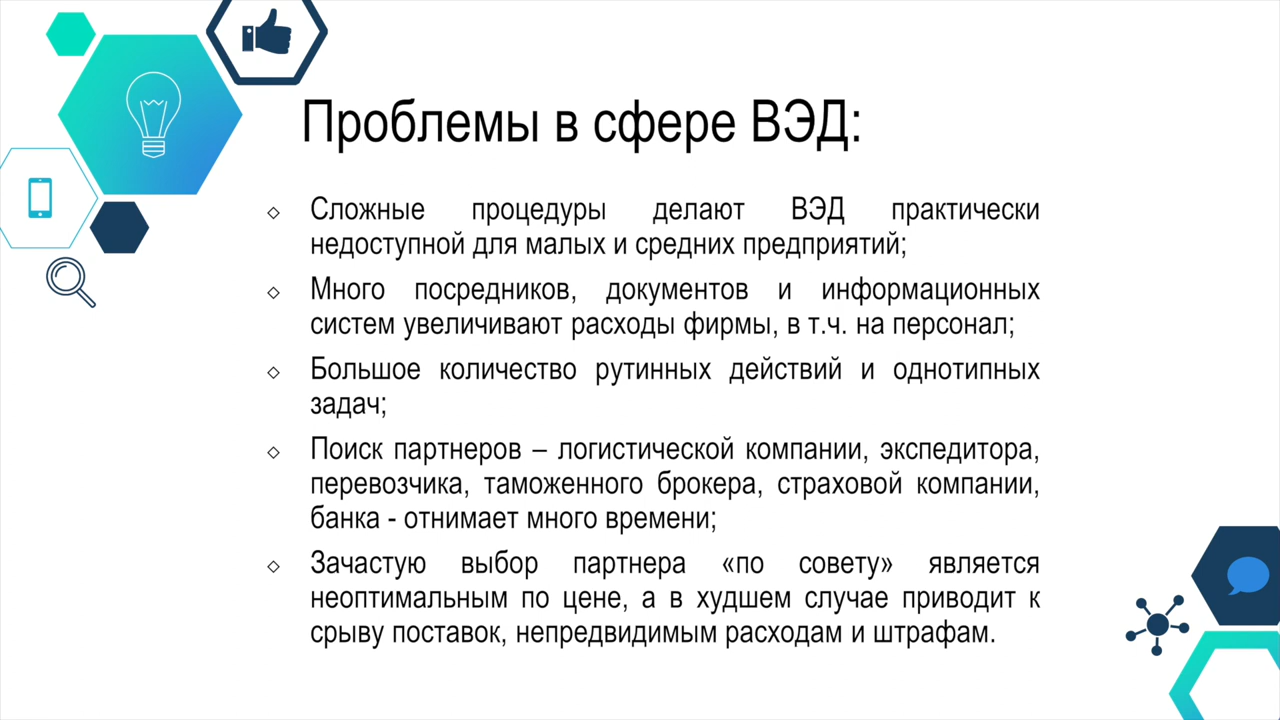 Проблемы в сфере ВЭД:
Сложные процедуры делают ВЭД практически
недоступной для малых и средних предприятий;
Много посредников, документов и информационных
систем увеличивают расходы фирмы, в т.ч. на персонал;
Большое количество рутинных действий и однотипных
задач;
Поиск партнеров – логистической компании, экспедитора,
перевозчика, таможенного брокера, страховой компании,
банка - отнимает много времени;
Зачастую выбор партнера «по совету» является
неоптимальным по цене, а в худшем случае приводит к
срыву поставок, непредвидимым расходам и штрафам.